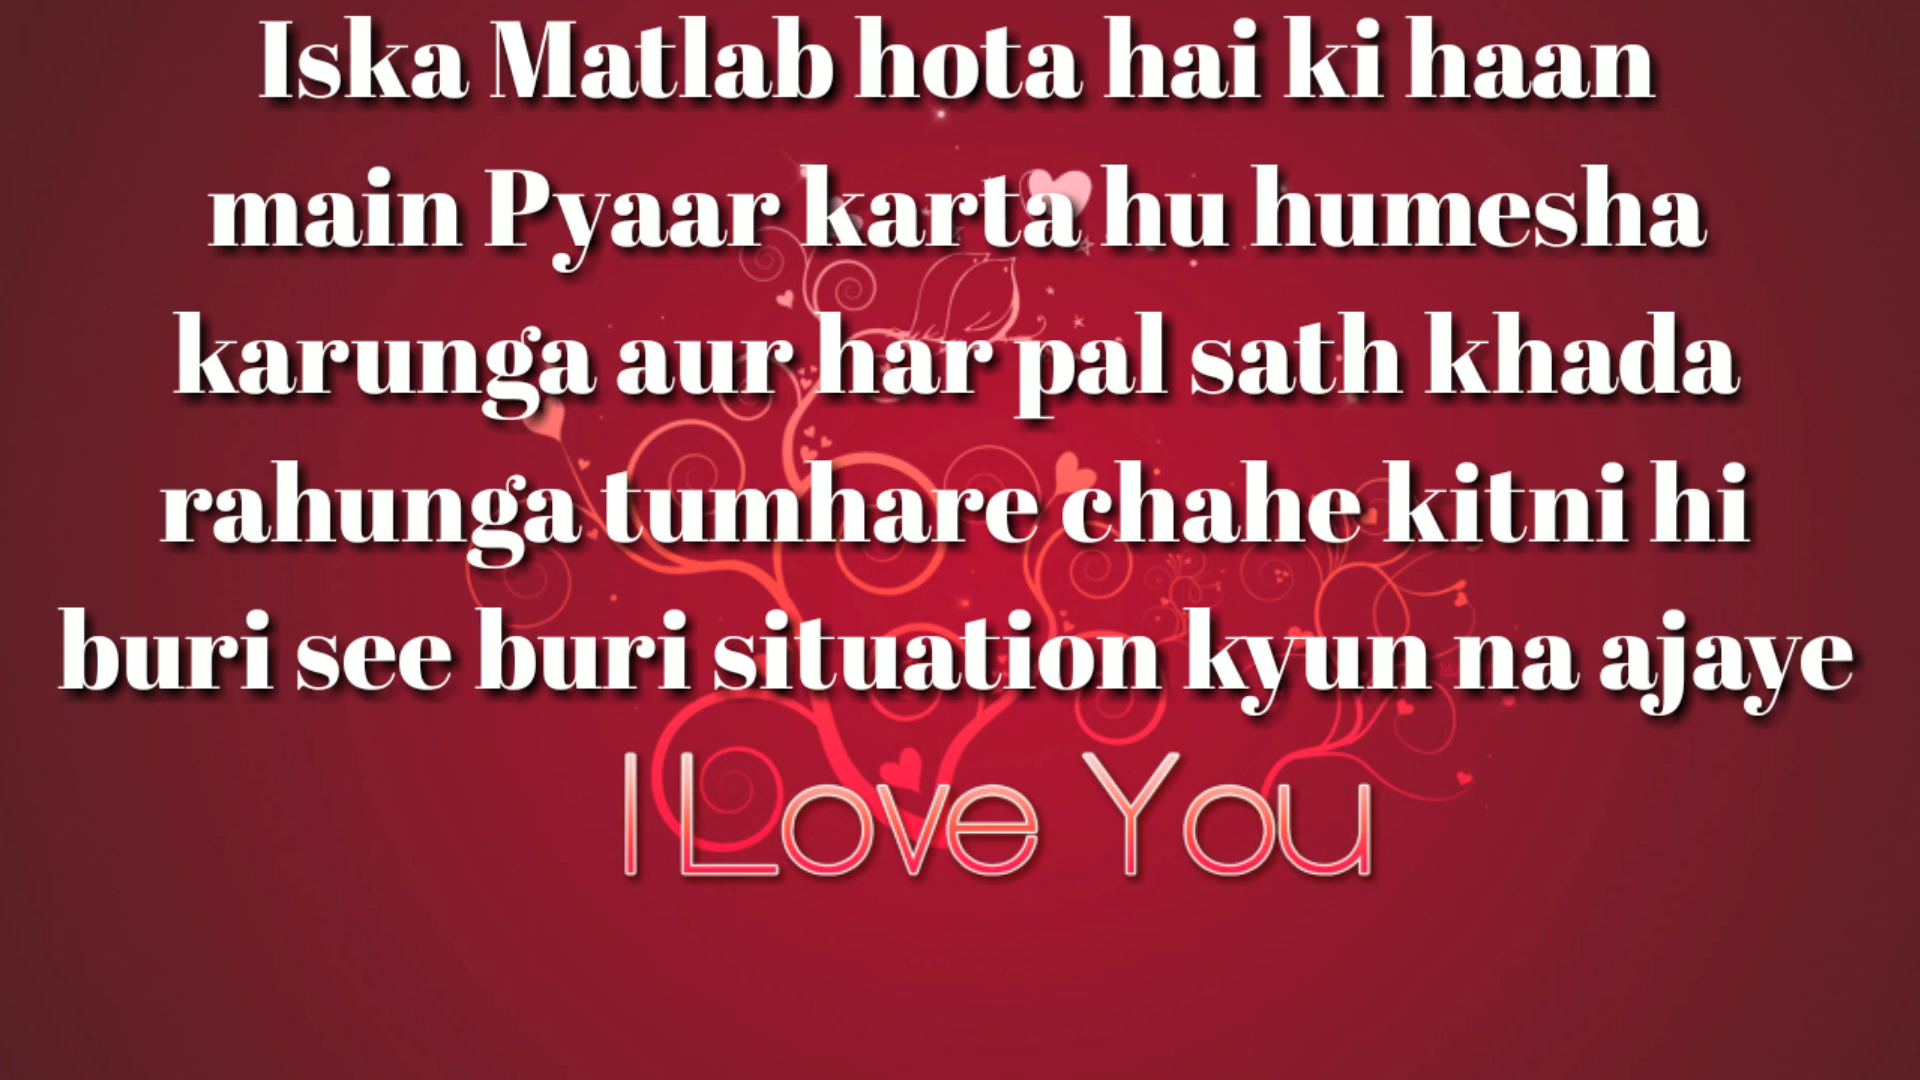 Iska Matlab hota hai ki haan
main Pyaar karta hu humesha
karunga aur har pal sath khada
rahunga tumhare chahe kitni hi
buri see buri situation kyun na ajaye
I Love You